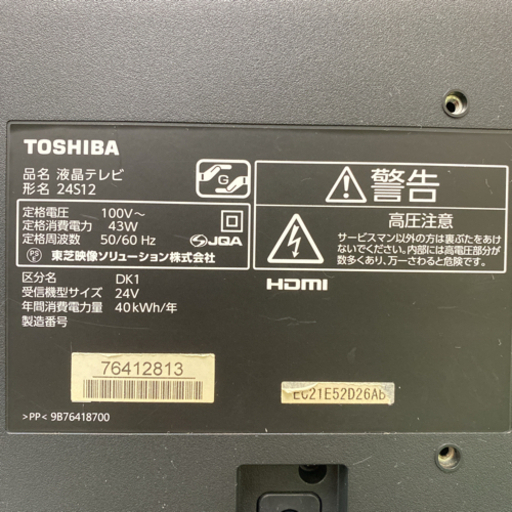 TOSHIBA
品名 液晶テレビ
形名 24S12
S
G
定格電圧 100V～
定格消費電力 43W
定格周波数 50/60 Hz
JQA
PS
E
東芝映像ソリューション株式会社
区分名 DK1
受信機型サイズ 24V
年間消費電力量 40kWh/年
製造番号
警告
高圧注意
サービスマン以外の方は裏ぶたをあけ
ないでください。内部には高電圧部分が
数多くあり、万一さわると危険です。
HDMI
76412813
EC21E52D26AB
>PP< 9B76418700